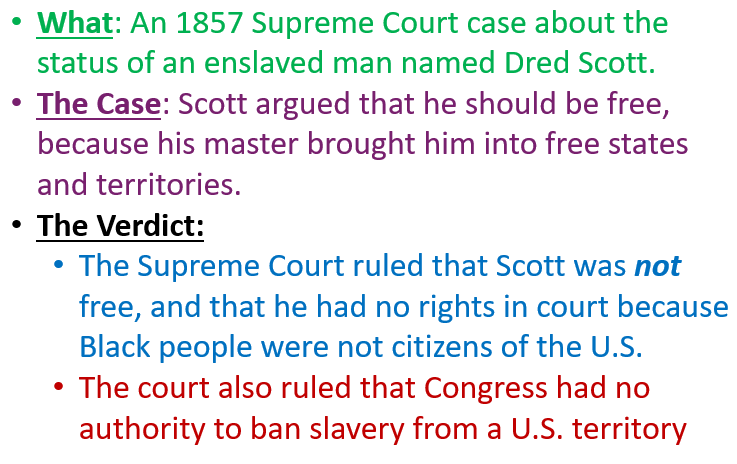 • What: An 1857 Supreme Court case about the
status of an enslaved man named Dred Scott.
• The Case: Scott argued that he should be free,
because his master brought him into free states
and territories.
• The Verdict:
• The Supreme Court ruled that Scott was not
free, and that he had no rights in court because
Black people were not citizens of the U.S.
• The court also ruled that Congress had no
authority to ban slavery from a U.S. territory